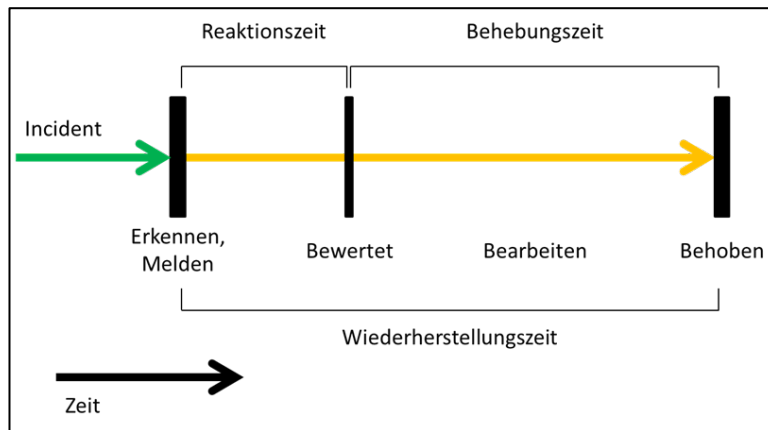 Reaktionszeit
Behebungszeit
Incident
Erkennen,
Melden
Bewertet
Bearbeiten
Behoben
Wiederherstellungszeit
Zeit